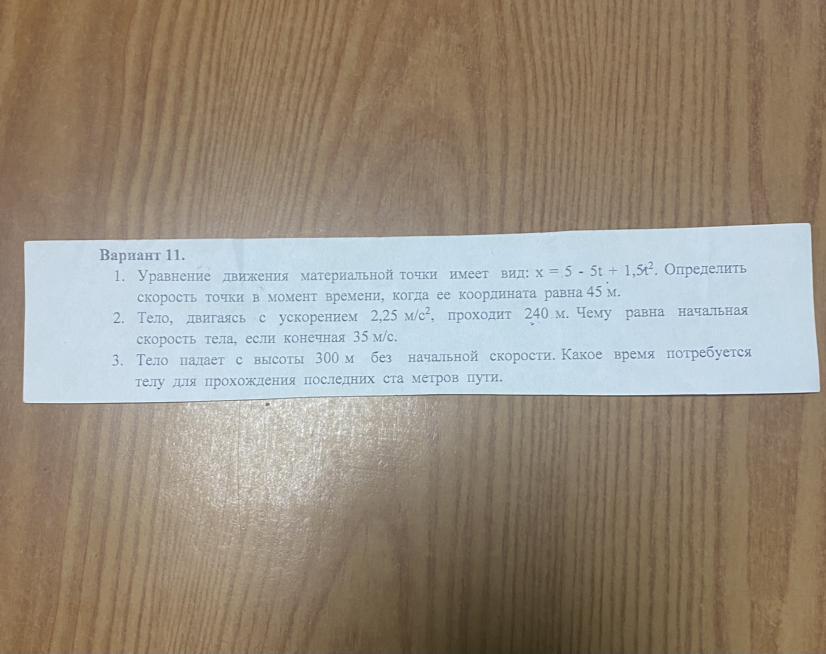 Вариант 11.
1. Уравнение движения материальной точки имеет вид: x = 5 - 5t + 1,5t². Определить
скорость точки в момент времени, когда ее координата равна 45 м.
2. Тело, двигаясь с ускорением 2,25 м/с², проходит 240 м. Чему равна начальная
скорость тела, если конечная 35 м/с.
3. Тело падает с высоты 300 м без начальной скорости. Какое время потребуется
телу для прохождения последних ста метров пути.